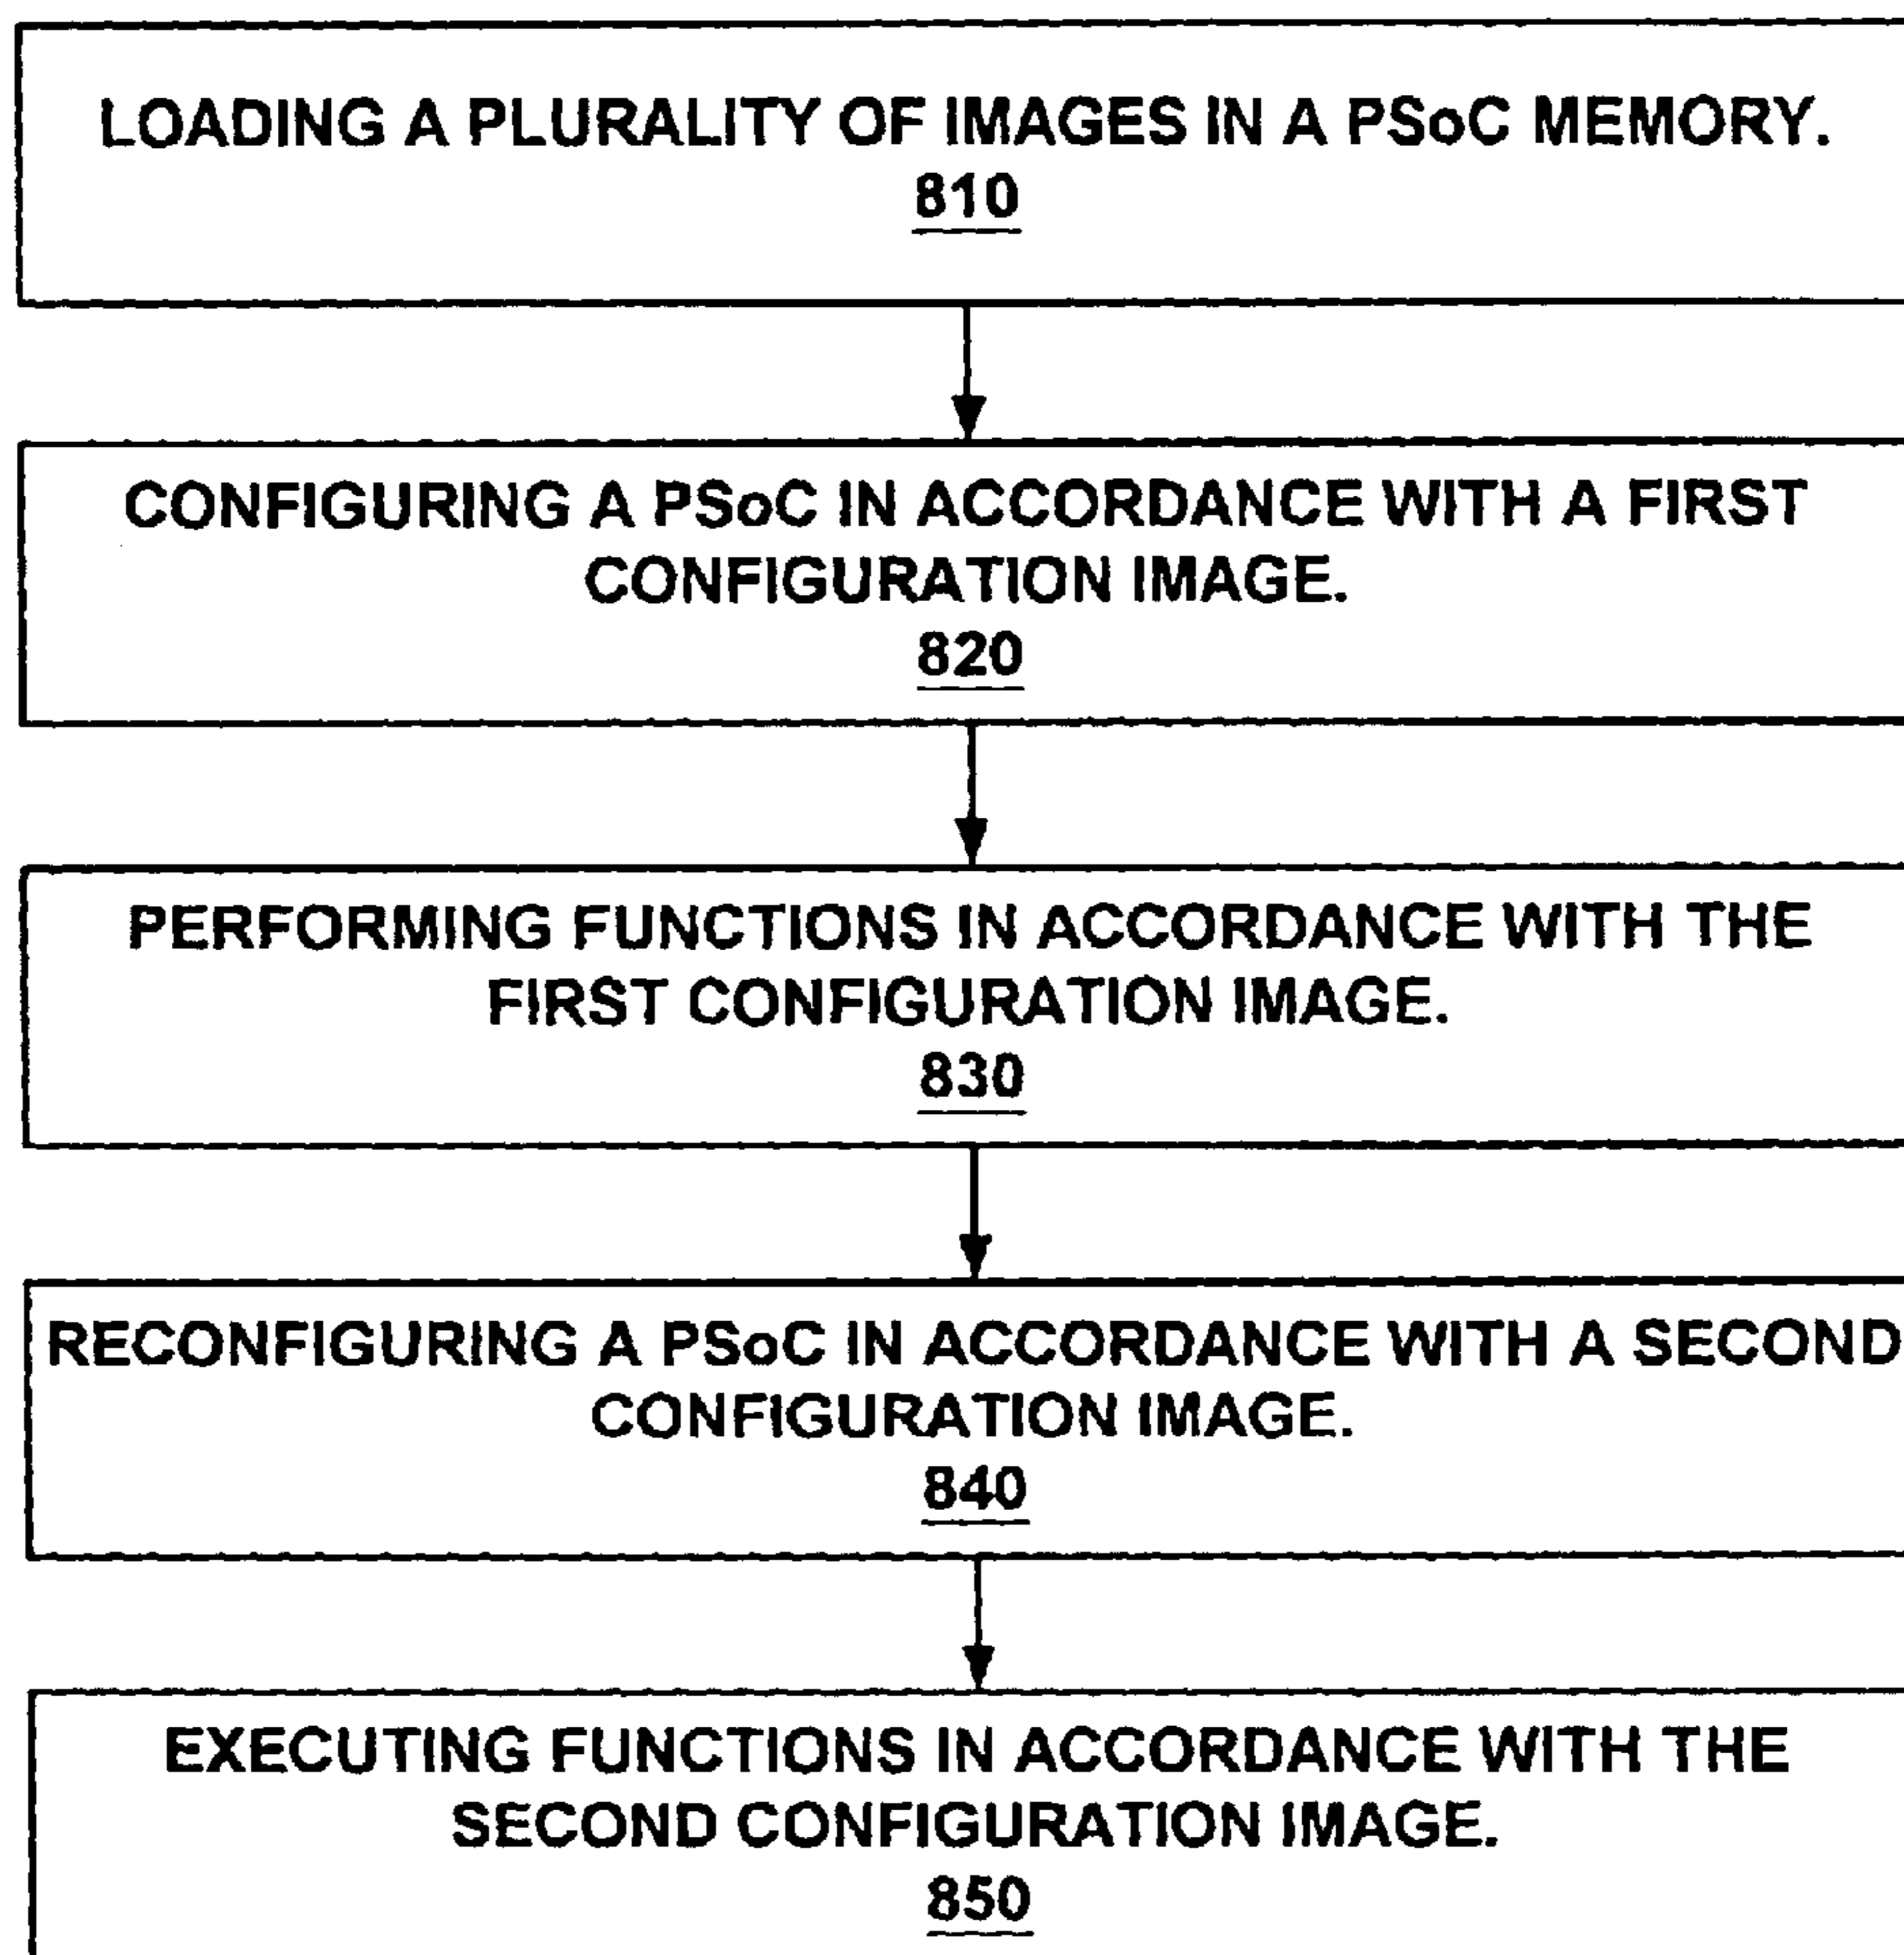 LOADING A PLURALITY OF IMAGES IN A PSoC MEMORY.
810
CONFIGURING A PSoC IN ACCORDANCE WITH A FIRST
CONFIGURATION IMAGE.
820
PERFORMING FUNCTIONS IN ACCORDANCE WITH THE
FIRST CONFIGURATION IMAGE.
830
RECONFIGURING A PSoC IN ACCORDANCE WITH A SECOND
CONFIGURATION IMAGE.
840
EXECUTING FUNCTIONS IN ACCORDANCE WITH THE
SECOND CONFIGURATION IMAGE.
850